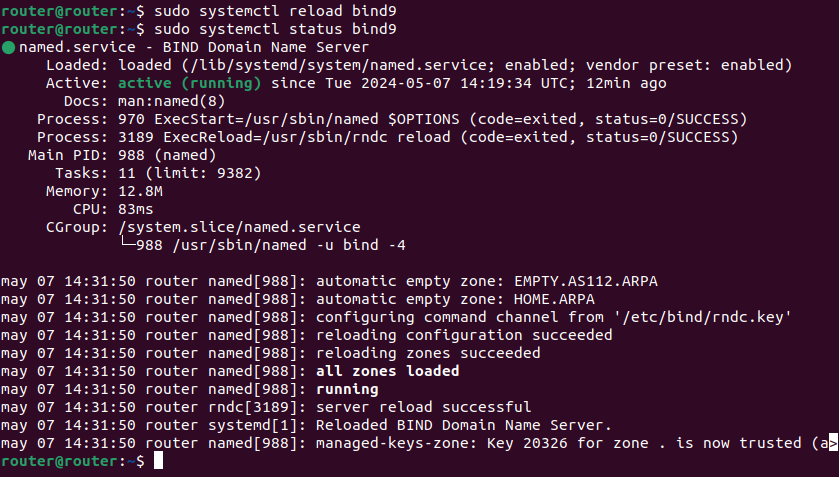 router@router:~$ sudo systemctl reload bind9
router@router:~$ sudo systemctl status bind9
● named.service - BIND Domain Name Server
     Loaded: loaded (/lib/systemd/system/named.service; enabled; vendor preset: enabled)
     Active: active (running) since Tue 2024-05-07 14:19:34 UTC; 12min ago
       Docs: man:named(8)
    Process: 970 ExecStart=/usr/sbin/named $OPTIONS (code=exited, status=0/SUCCESS)
    Process: 3189 ExecReload=/usr/sbin/rndc reload (code=exited, status=0/SUCCESS)
   Main PID: 988 (named)
      Tasks: 11 (limit: 9382)
     Memory: 12.8M
        CPU: 83ms
     CGroup: /system.slice/named.service
             └─988 /usr/sbin/named -u bind -4
may 07 14:31:50 router named[988]: automatic empty zone: EMPTY.AS112.ARPA
may 07 14:31:50 router named[988]: automatic empty zone: HOME.ARPA
may 07 14:31:50 router named[988]: configuring command channel from '/etc/bind/rndc.key'
may 07 14:31:50 router named[988]: reloading configuration succeeded
may 07 14:31:50 router named[988]: reloading zones succeeded
may 07 14:31:50 router named[988]: all zones loaded
may 07 14:31:50 router named[988]: running
may 07 14:31:50 router rndc[3189]: server reload successful
may 07 14:31:50 router systemd[1]: Reloaded BIND Domain Name Server.
may 07 14:31:50 router named[988]: managed-keys-zone: Key 20326 for zone . is now trusted (a>
router@router:~$